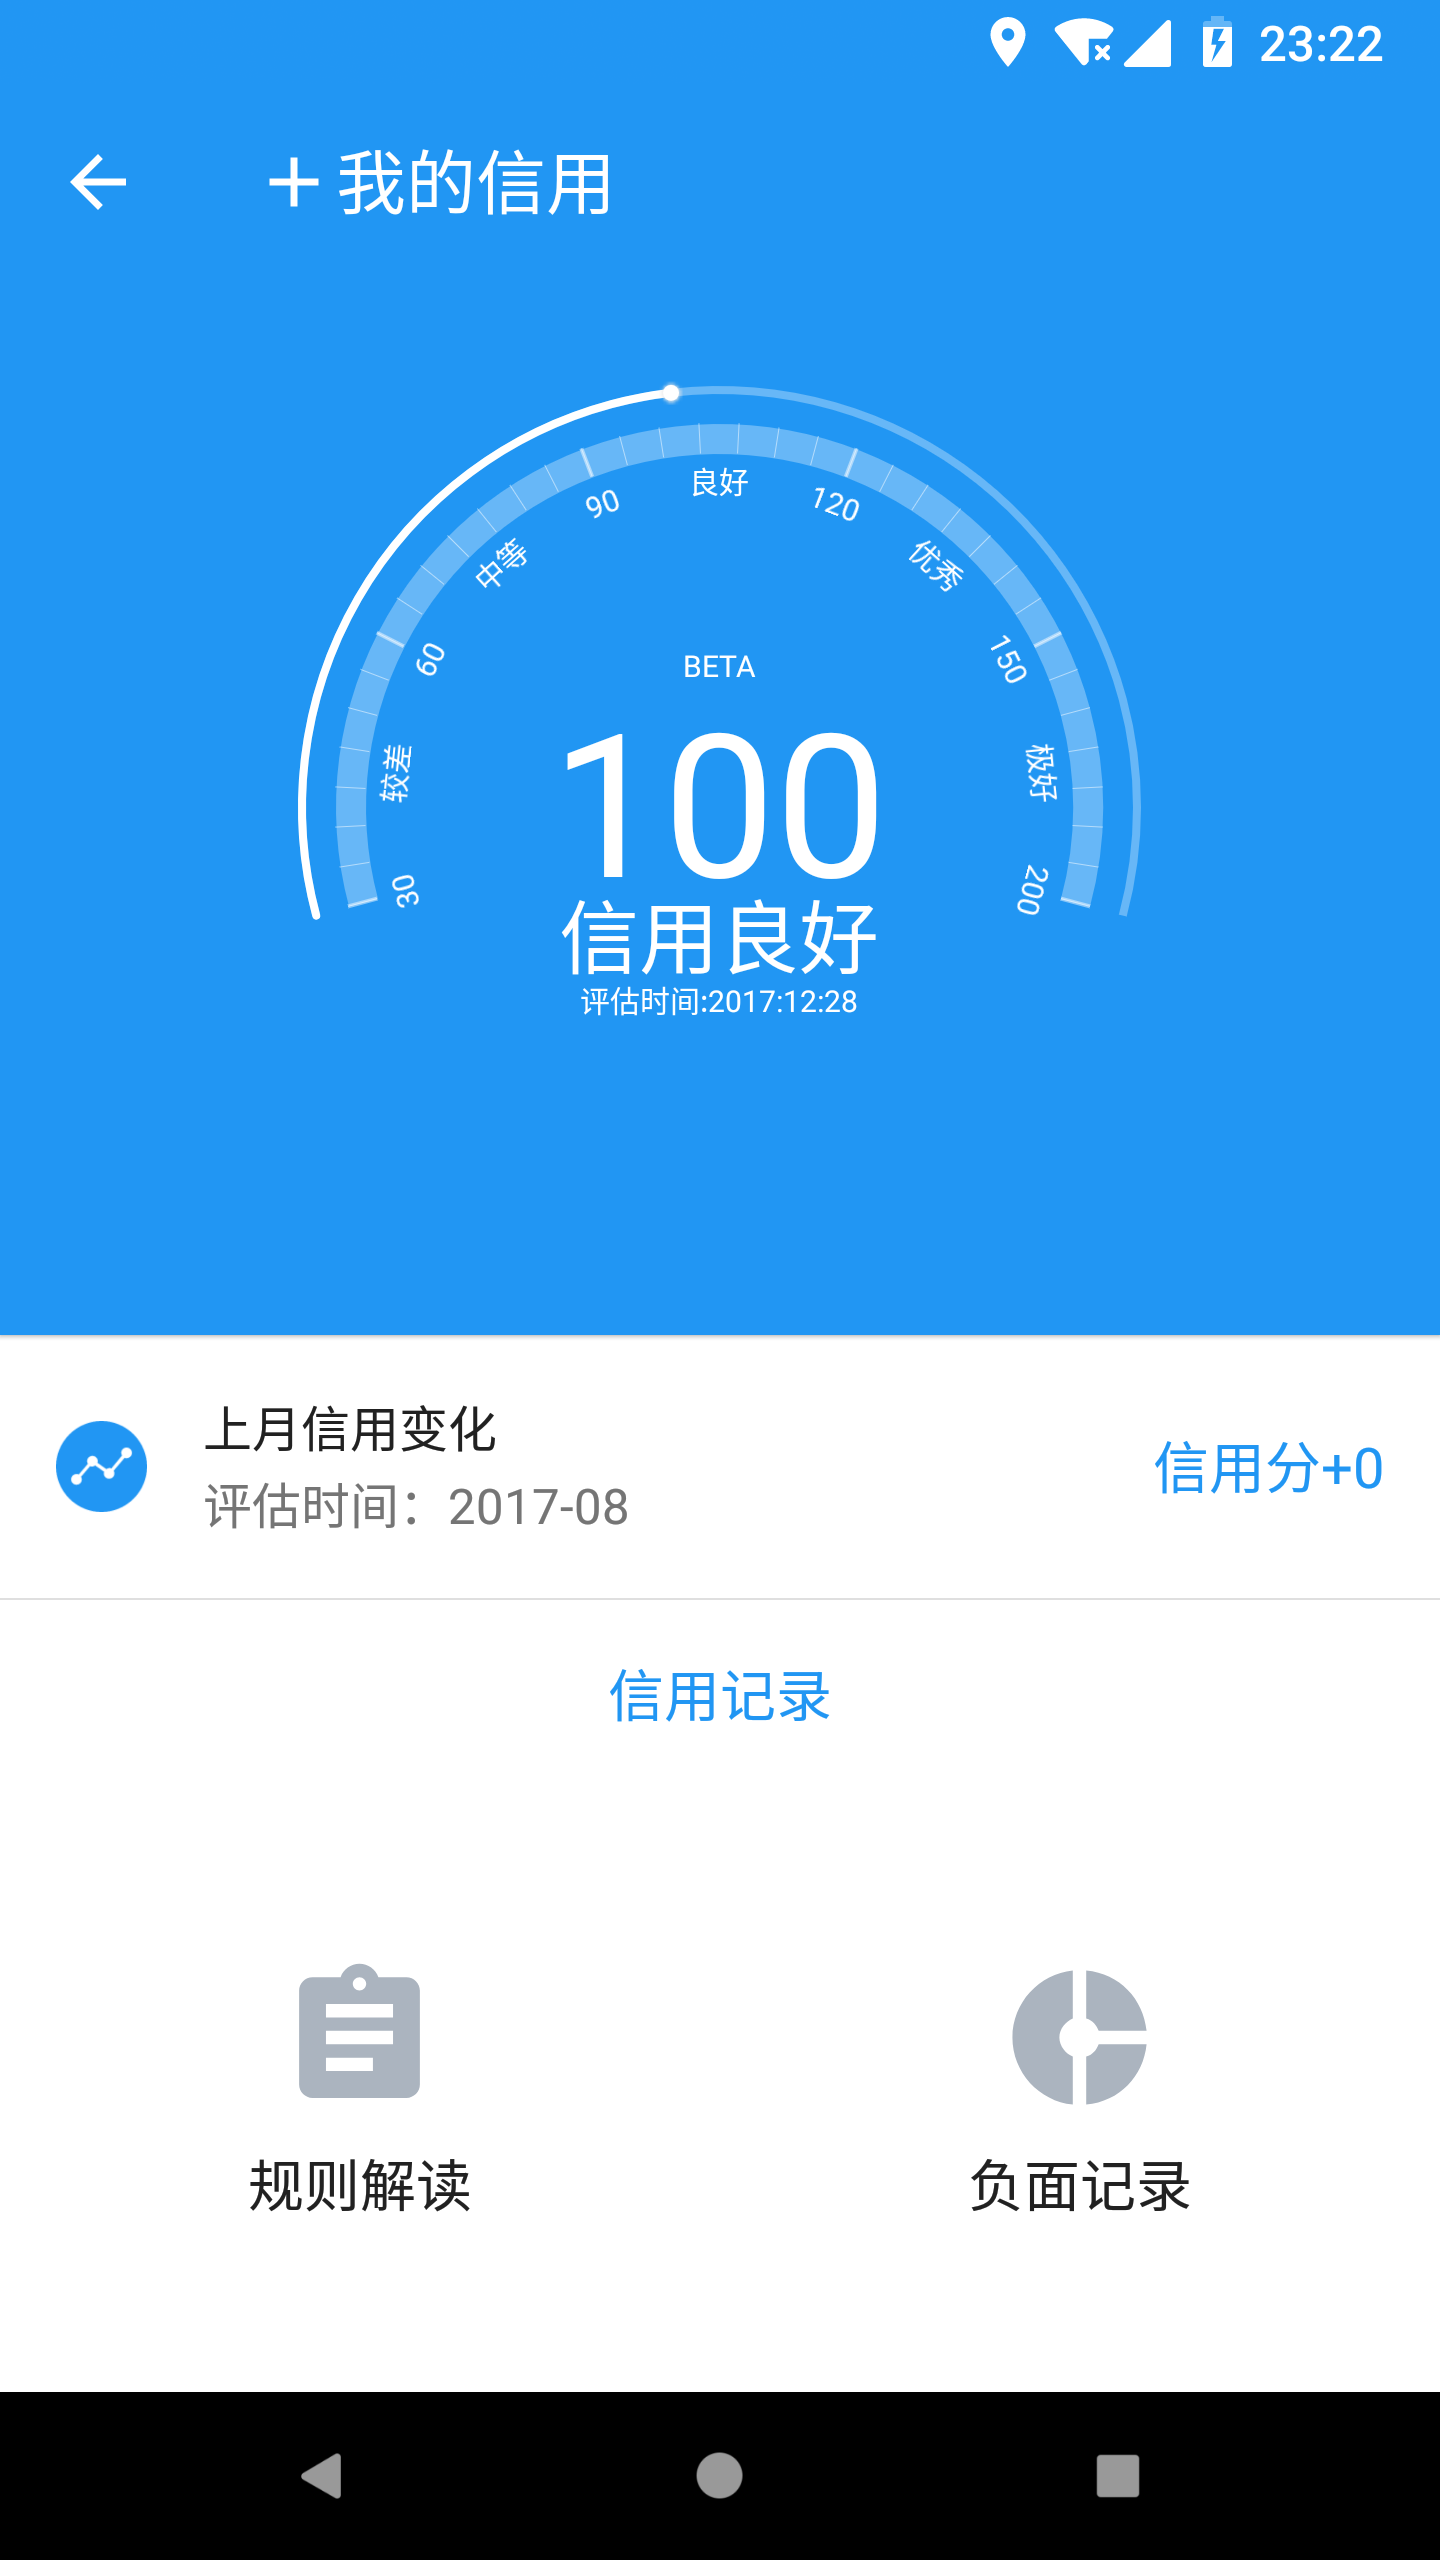 23:22
+我的信用
30
较差
60
中等
90
良好
120
优秀
150
极好
200
BETA
100
信用良好
评估时间:2017:12:28
上月信用变化
评估时间：2017-08
信用分+0
信用记录
规则解读
负面记录